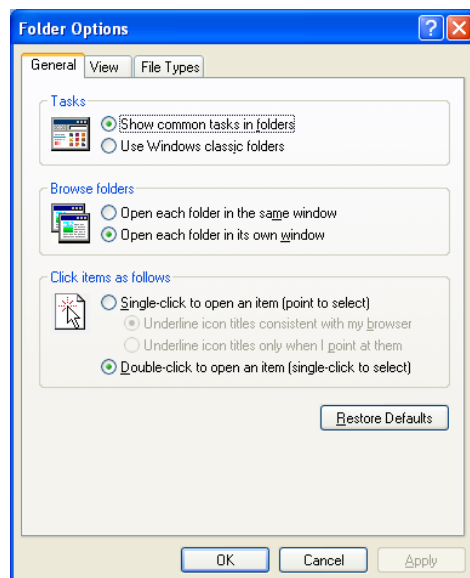 Folder Options
General View File Types
Tasks
Show common tasks in folders
Use Windows classic folders
Browse folders
Open each folder in the same window
Open each folder in its own window
Click items as follows
Single-click to open an item (point to select)
Underline icon titles consistent with my browser
Underline icon titles only when I point at them
Double-click to open an item (single-click to select)
Restore Defaults
OK Cancel Apply